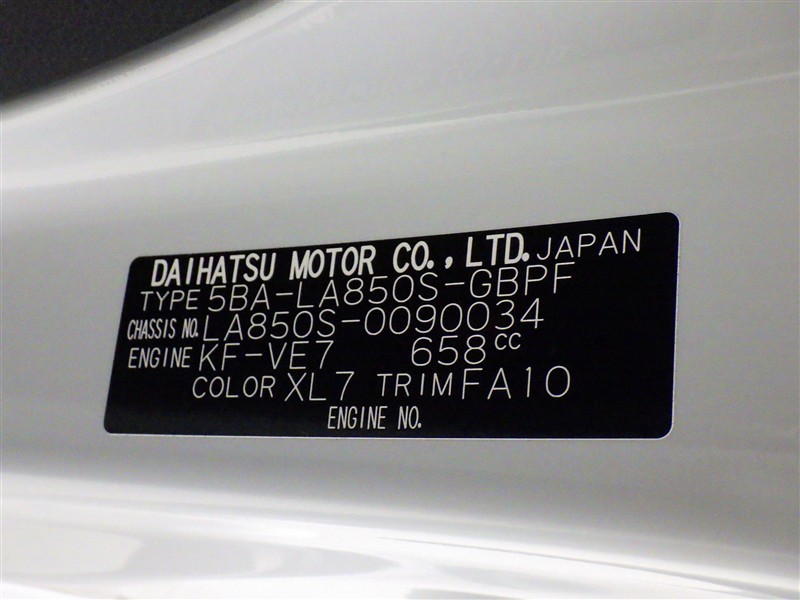 DAIHATSU MOTOR CO., LTD. JAPAN
TYPE 5BA-LA850S-GBPF
CHASSIS NO. LA850S-0090034
ENGINE KF-VE7 658cc
COLOR XL7 TRIM FA10
ENGINE NO.